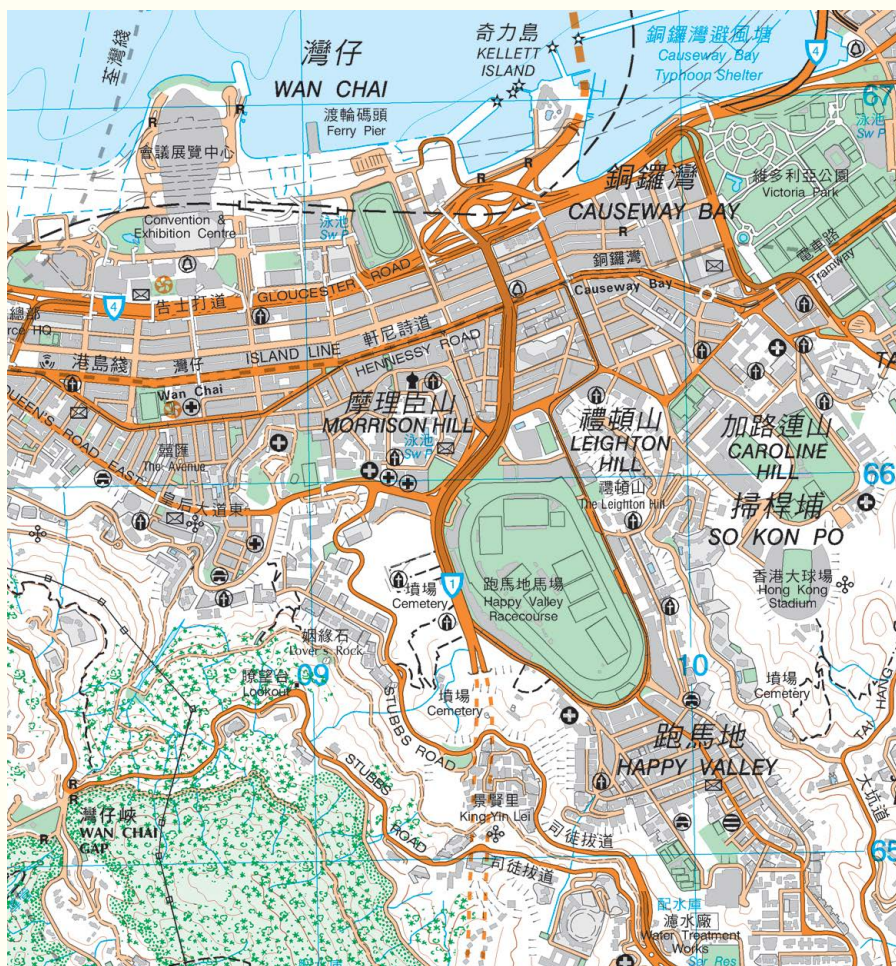 荃灣綫
灣仔
WAN CHAI
奇力島
KELLETT
ISLAND
銅鑼灣避風塘
Causeway Bay
Typhoon Shelter
4
67
泳池
Sw P
R
R
渡輪碼頭
Ferry Pier
會議展覽中心
R
R
維多利亞公園
Victoria Park
銅鑼灣
CAUSEWAY BAY
Convention &
Exhibition Centre
泳池
Sw P
R
電車路
Tramway
銅鑼灣
Causeway Bay
告士打道
GLOUCESTER ROAD
4
總部
港島綫
灣仔
ISLAND LINE
軒尼詩道
HENNESSY ROAD
Wan Chai
QUEEN'S ROAD EAST
皇后大道東
摩理臣山
MORRISON HILL
泳池
Sw P
禮頓山
LEIGHTON
HILL
加路連山
CAROLINE
HILL
66
囍匯
The Avenue
禮頓山
The Leighton Hill
掃桿埔
SO KON PO
1
墳場
Cemetery
跑馬地馬場
Happy Valley
Racecourse
香港大球場
Hong Kong
Stadium
姻緣石
Lover's Rock
瞭望台
Lookout
09
10
墳場
Cemetery
墳場
Cemetery
TAI HANG
大坑道
STUBBS ROAD
STUBBS
ROAD
跑馬地
HAPPY VALLEY
R
R
R
灣仔峽
WAN CHAI
GAP
景賢里
King Yin Lei
司徒拔道
司徒拔道
65
配水庫
濾水廠
Water Treatment
Works
Ser Res